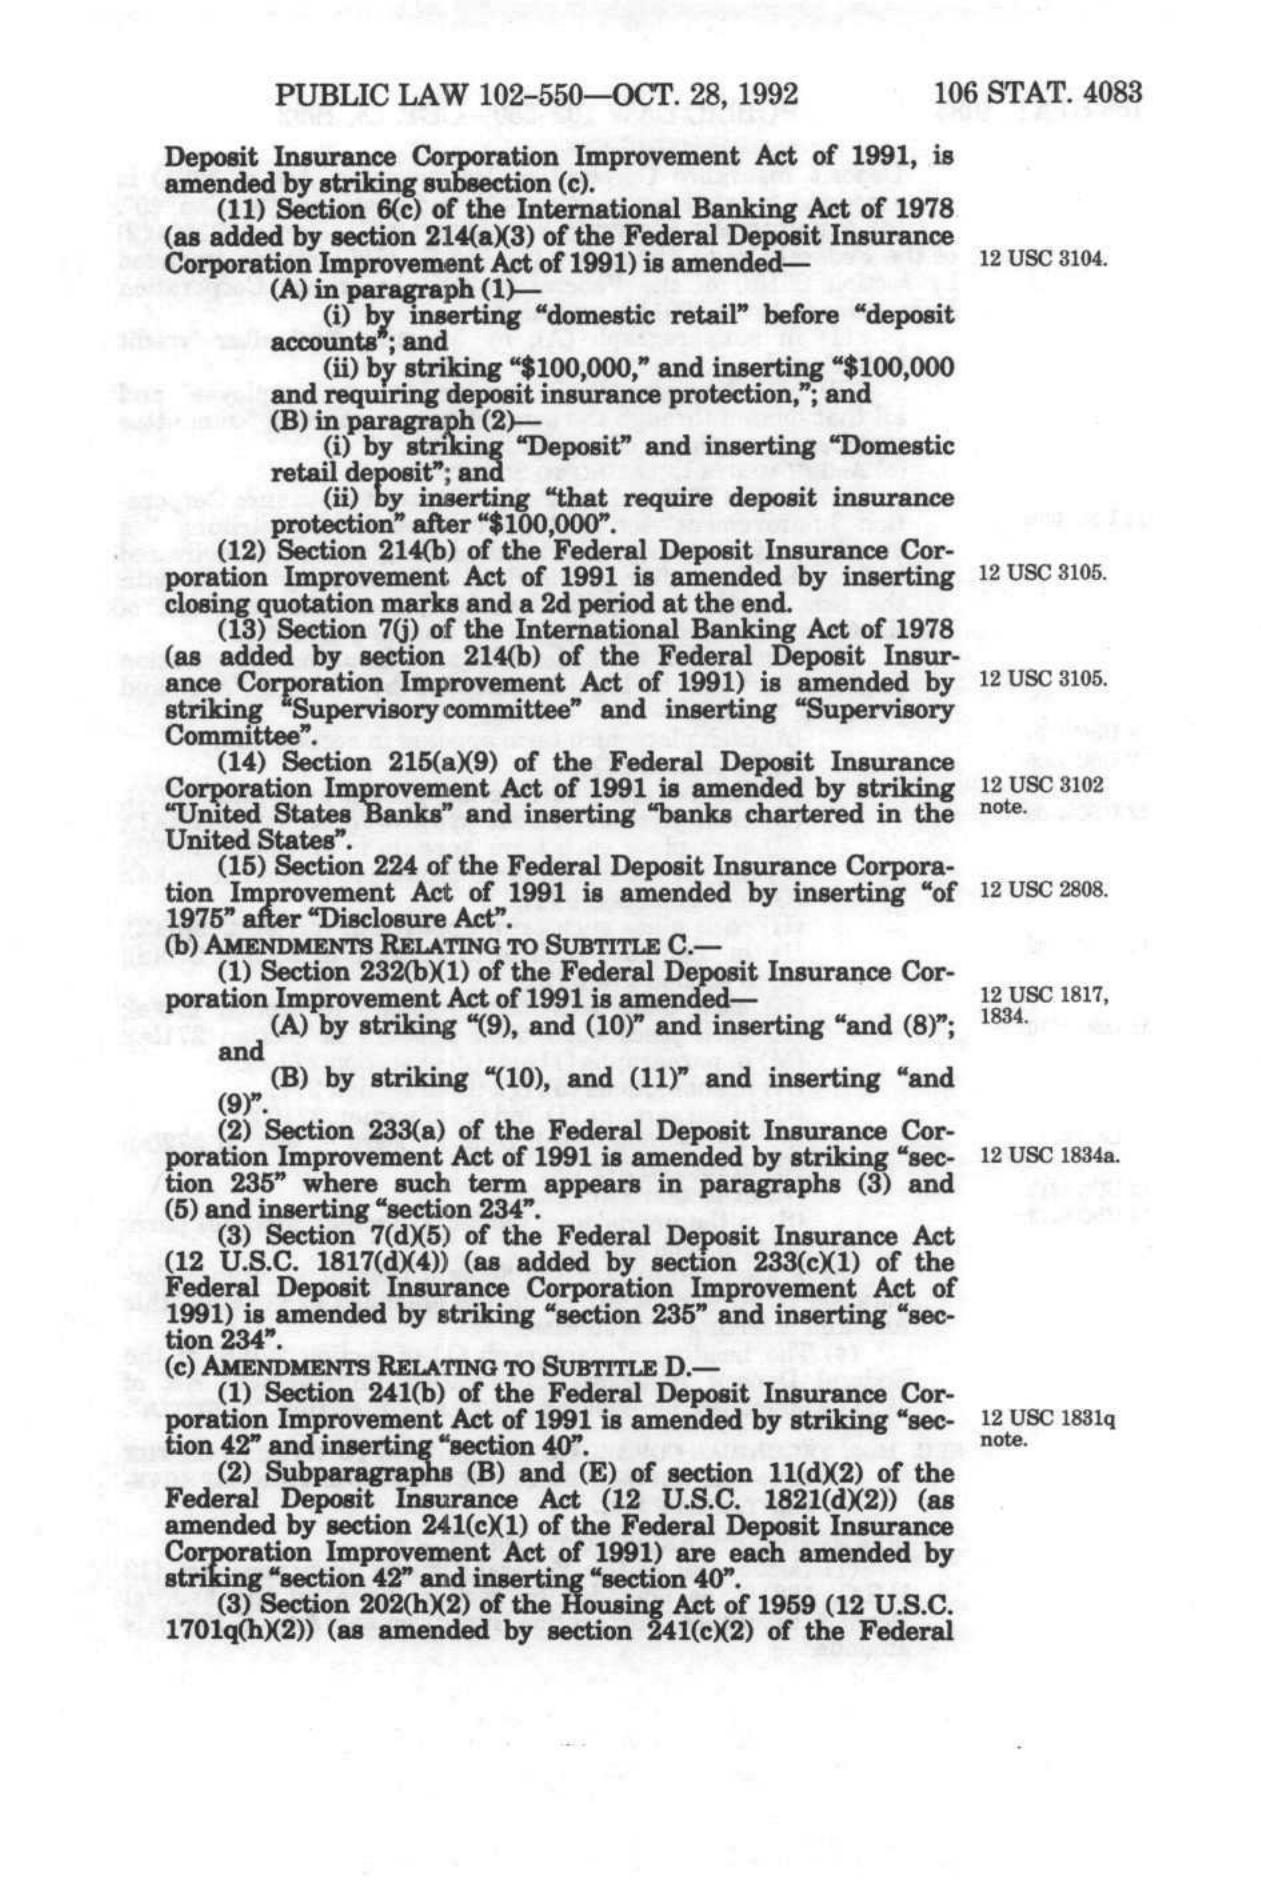 PUBLIC LAW 102–550—OCT. 28, 1992 106 STAT. 4083
Deposit Insurance Corporation Improvement Act of 1991, is
amended by striking subsection (c).
(11) Section 6(c) of the International Banking Act of 1978
(as added by section 214(a)(3) of the Federal Deposit Insurance
Corporation Improvement Act of 1991) is amended— 12 USC 3104.
(A) in paragraph (1)—
(i) by inserting “domestic retail” before “deposit
accounts”; and
(ii) by striking “$100,000,” and inserting “$100,000
and requiring deposit insurance protection,”; and
(B) in paragraph (2)—
(i) by striking “Deposit” and inserting “Domestic
retail deposit”; and
(ii) by inserting “that require deposit insurance
protection” after “$100,000”.
(12) Section 214(b) of the Federal Deposit Insurance Cor-
poration Improvement Act of 1991 is amended by inserting 12 USC 3105.
closing quotation marks and a 2d period at the end.
(13) Section 7(j) of the International Banking Act of 1978
(as added by section 214(b) of the Federal Deposit Insur-
ance Corporation Improvement Act of 1991) is amended by 12 USC 3105.
striking “Supervisory committee” and inserting “Supervisory
Committee”.
(14) Section 215(a)(9) of the Federal Deposit Insurance
Corporation Improvement Act of 1991 is amended by striking 12 USC 3102
“United States Banks” and inserting “banks chartered in the note.
United States”.
(15) Section 224 of the Federal Deposit Insurance Corpora-
tion Improvement Act of 1991 is amended by inserting “of 12 USC 2808.
1975” after “Disclosure Act”.
(b) AMENDMENTS RELATING TO SUBTITLE C.—
(1) Section 232(b)(1) of the Federal Deposit Insurance Cor-
poration Improvement Act of 1991 is amended— 12 USC 1817,
(A) by striking “(9), and (10)” and inserting “and (8)”; 1834.
and
(B) by striking “(10), and (11)” and inserting “and
(9)”.
(2) Section 233(a) of the Federal Deposit Insurance Cor-
poration Improvement Act of 1991 is amended by striking “sec- 12 USC 1834a.
tion 235” where such term appears in paragraphs (3) and
(5) and inserting “section 234”.
(3) Section 7(d)(5) of the Federal Deposit Insurance Act
(12 U.S.C. 1817(d)(4)) (as added by section 233(c)(1) of the
Federal Deposit Insurance Corporation Improvement Act of
1991) is amended by striking “section 235” and inserting “sec-
tion 234”.
(c) AMENDMENTS RELATING TO SUBTITLE D.—
(1) Section 241(b) of the Federal Deposit Insurance Cor-
poration Improvement Act of 1991 is amended by striking “sec- 12 USC 1831q
tion 42” and inserting “section 40”. note.
(2) Subparagraphs (B) and (E) of section 11(d)(2) of the
Federal Deposit Insurance Act (12 U.S.C. 1821(d)(2)) (as
amended by section 241(c)(1) of the Federal Deposit Insurance
Corporation Improvement Act of 1991) are each amended by
striking “section 42” and inserting “section 40”.
(3) Section 202(h)(2) of the Housing Act of 1959 (12 U.S.C.
1701q(h)(2)) (as amended by section 241(c)(2) of the Federal